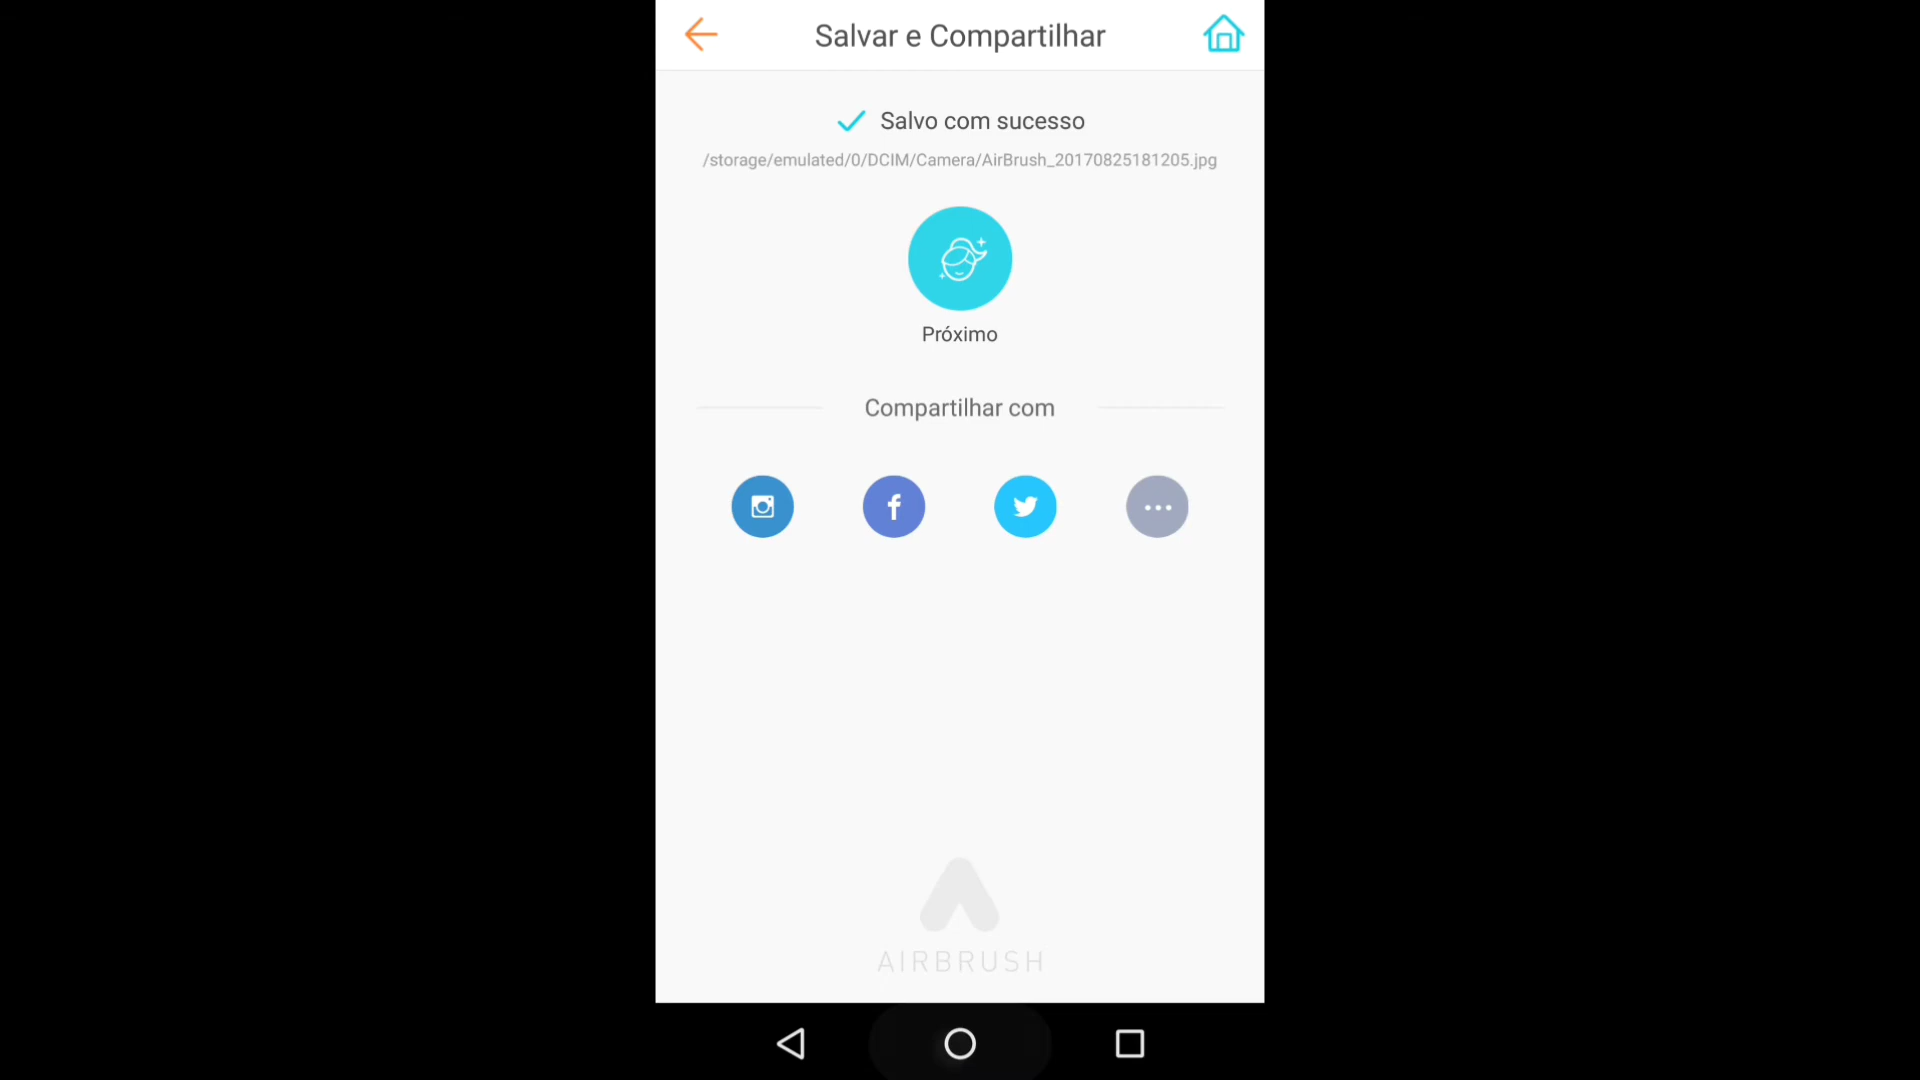 Salvar e Compartilhar
Salvo com sucesso
/storage/emulated/0/DCIM/Camera/AirBrush_20170825181205.jpg
Próximo
Compartilhar com
AIRBRUSH